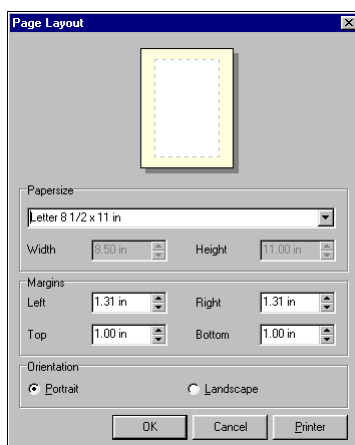 Page Layout
Papersize
Letter 8 1/2 x 11 in
Width 8.50 in Height 11.00 in
Margins
Left 1.31 in Right 1.31 in
Top 1.00 in Bottom 1.00 in
Orientation
Portrait Landscape
OK Cancel Printer